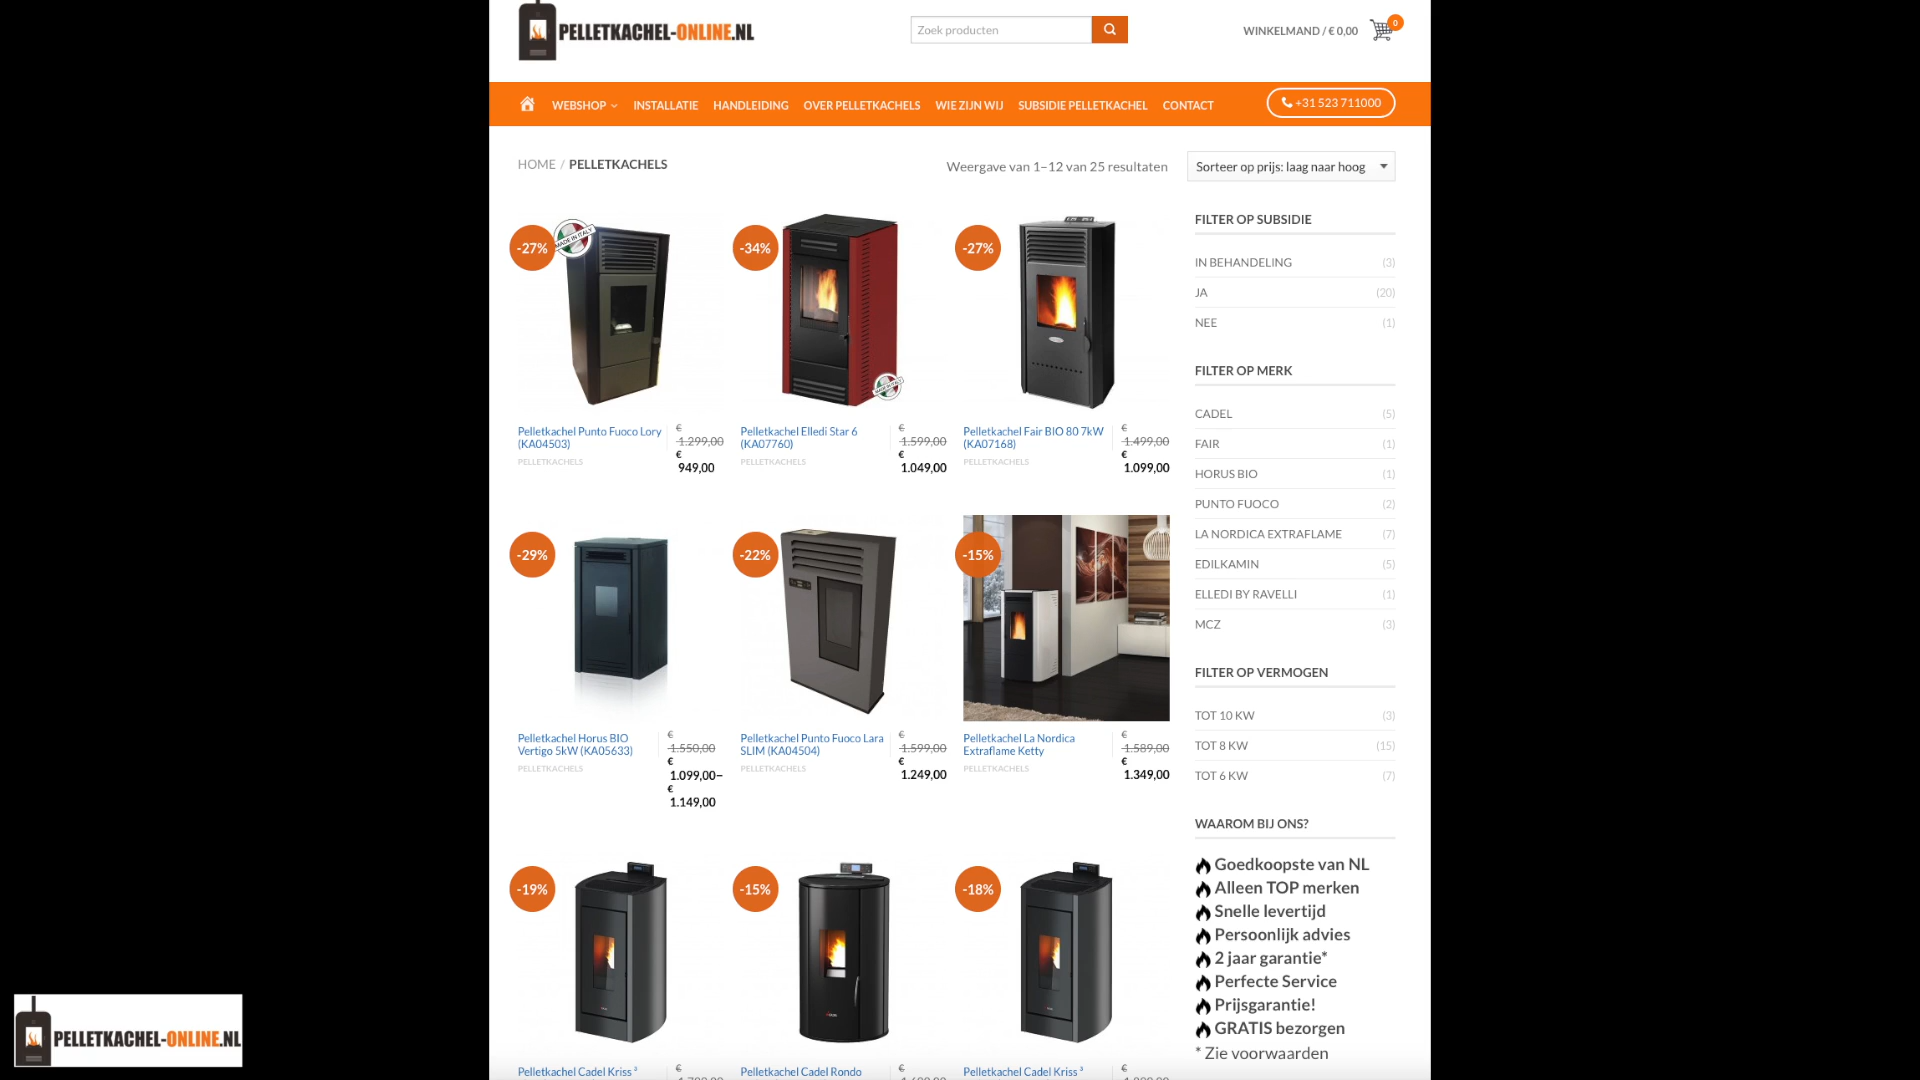 PELLETKACHEL-ONLINE.NL
Zoek producten
WINKELMAND / € 0,00
0
WEBSHOP INSTALLATIE HANDLEIDING OVER PELLETKACHELS WIE ZIJN WIJ SUBSIDIE PELLETKACHEL CONTACT
+31 523 711000
HOME / PELLETKACHELS
Weergave van 1–12 van 25 resultaten
Sorteer op prijs: laag naar hoog
-27%
MADE IN ITALY
Pelletkachel Punto Fuoco Lory
(KA04503)
PELLETKACHELS
€
1.299,00
€
949,00
-34%
Pelletkachel Elledi Star 6
(KA07760)
PELLETKACHELS
€
1.599,00
€
1.049,00
-27%
Pelletkachel Fair BIO 80 7kW
(KA07168)
PELLETKACHELS
€
1.499,00
€
1.099,00
-29%
Pelletkachel Horus BIO
Vertigo 5kW (KA05633)
PELLETKACHELS
€
1.550,00
€
1.099,00–
€
1.149,00
-22%
Pelletkachel Punto Fuoco Lara
SLIM (KA04504)
PELLETKACHELS
€
1.599,00
€
1.249,00
-15%
Pelletkachel La Nordica
Extraflame Ketty
PELLETKACHELS
€
1.589,00
€
1.349,00
-19%
Pelletkachel Cadel Kriss ³
€
-15%
Pelletkachel Cadel Rondo
€
-18%
Pelletkachel Cadel Kriss ³
€
FILTER OP SUBSIDIE
IN BEHANDELING (3)
JA (20)
NEE (1)
FILTER OP MERK
CADEL (5)
FAIR (1)
HORUS BIO (1)
PUNTO FUOCO (2)
LA NORDICA EXTRAFLAME (7)
EDILKAMIN (5)
ELLEDI BY RAVELLI (1)
MCZ (3)
FILTER OP VERMOGEN
TOT 10 KW (3)
TOT 8 KW (15)
TOT 6 KW (7)
WAAROM BIJ ONS?
Goedkoopste van NL
Alleen TOP merken
Snelle levertijd
Persoonlijk advies
2 jaar garantie*
Perfecte Service
Prijsgarantie!
GRATIS bezorgen
* Zie voorwaarden
PELLETKACHEL-ONLINE.NL